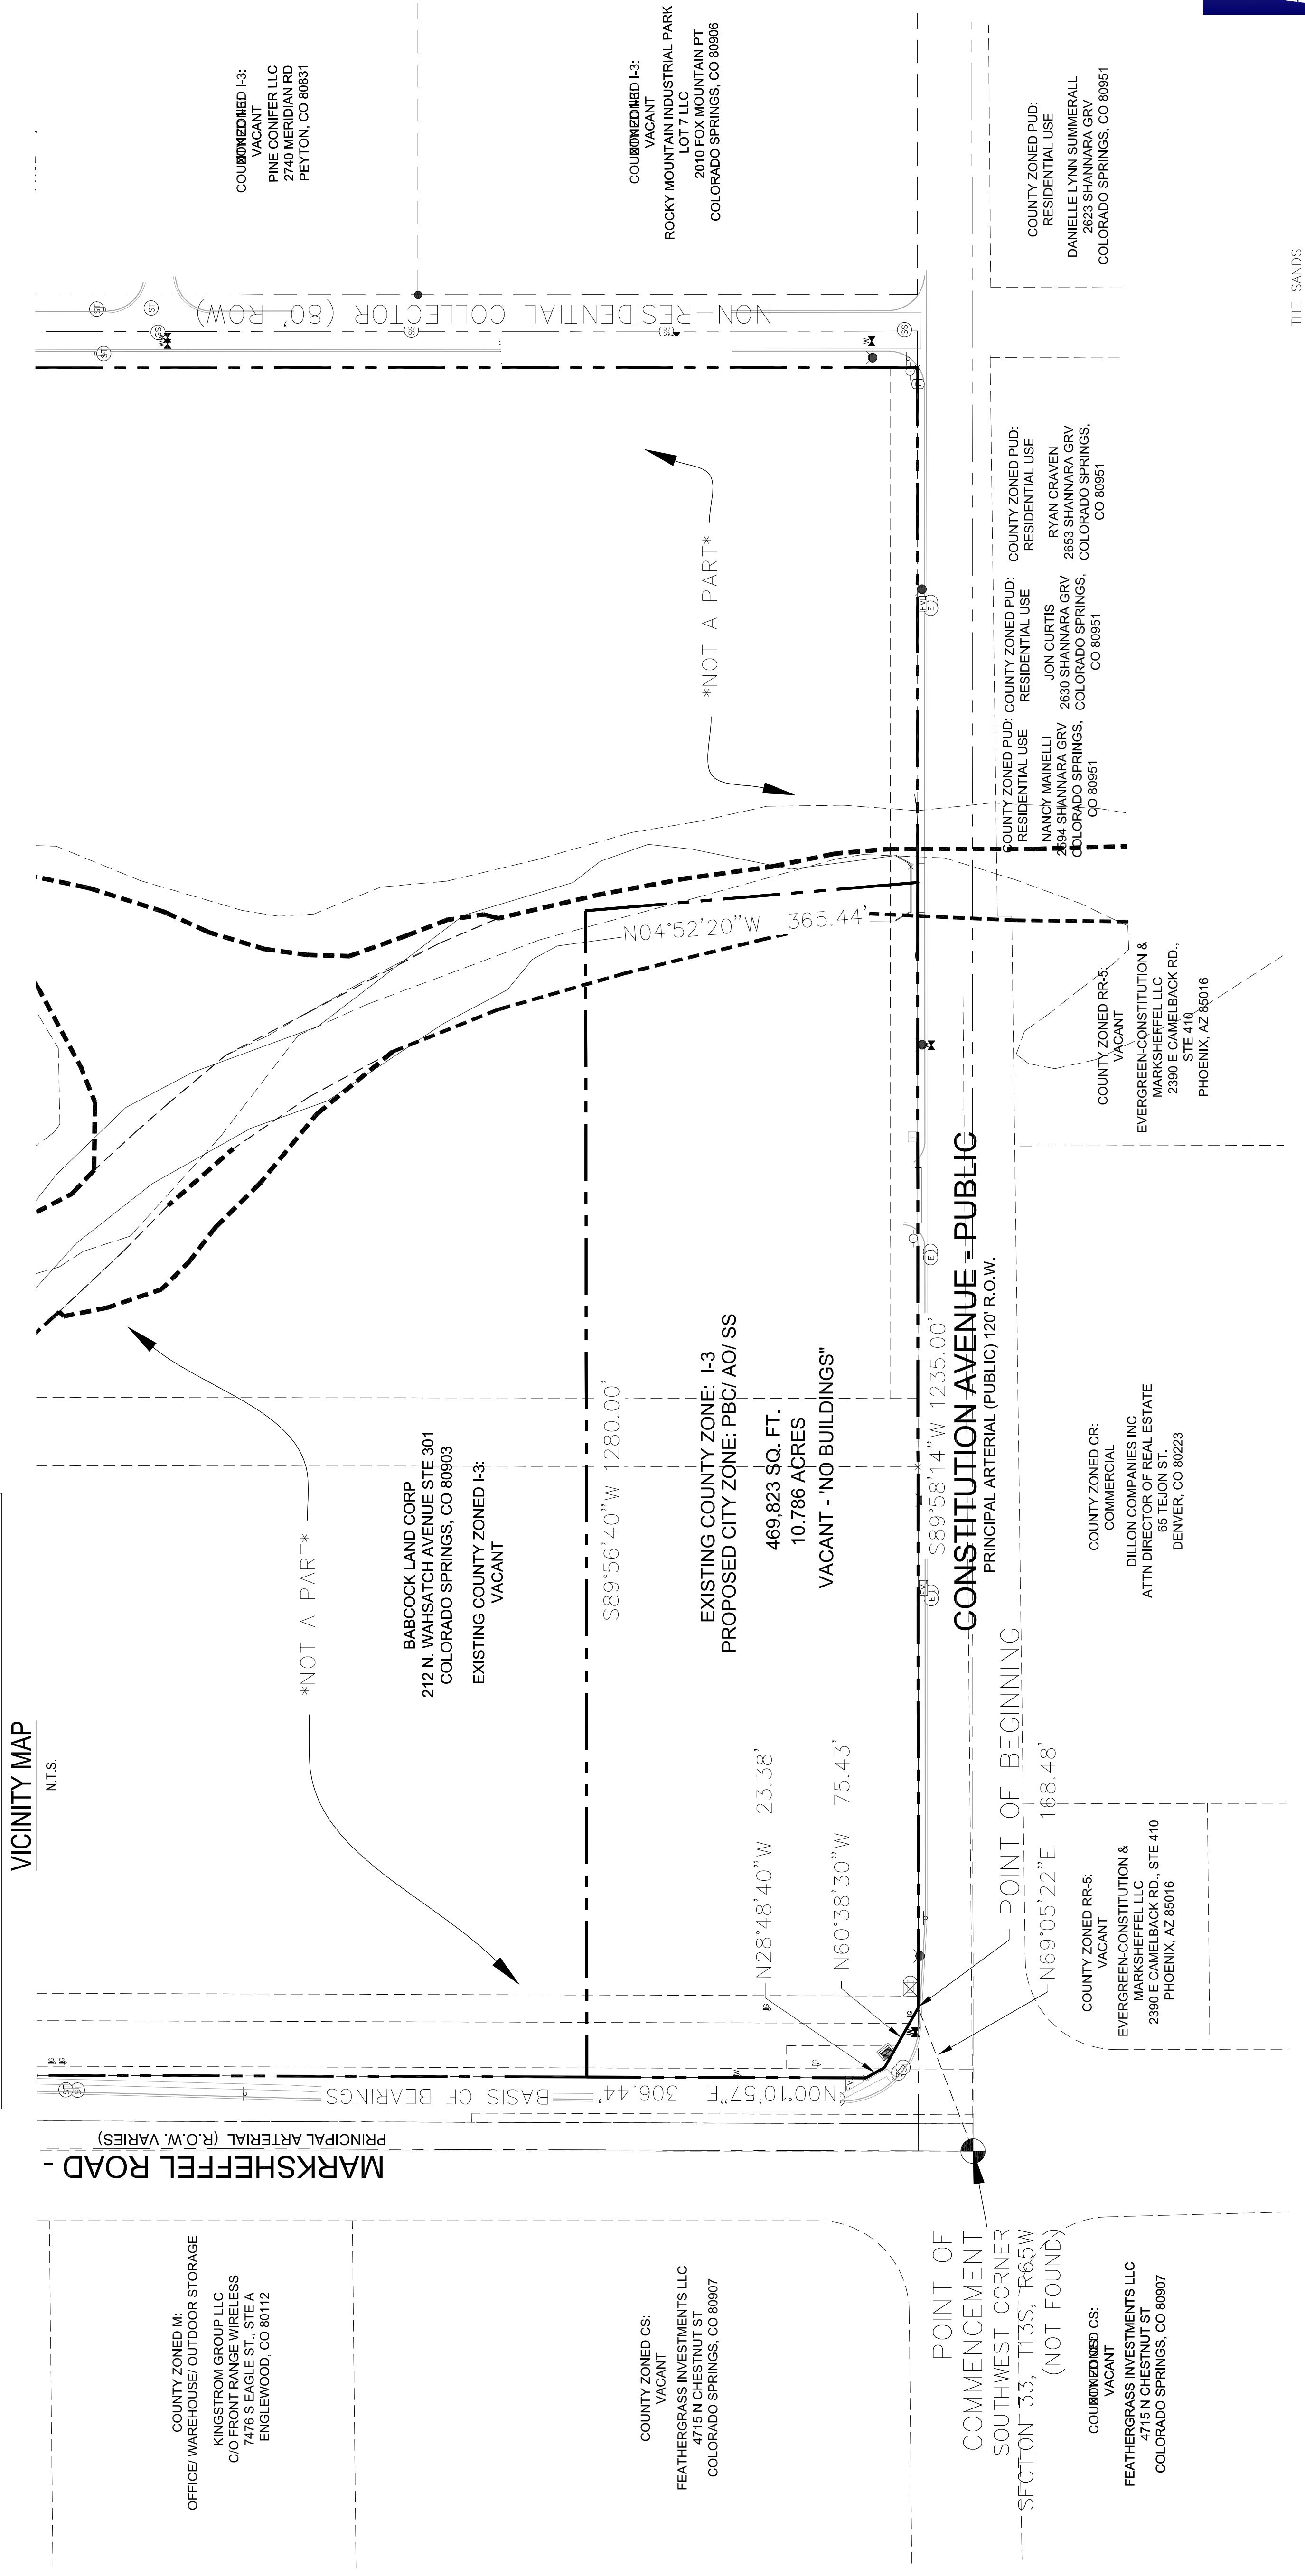 VICINITY MAP
N.T.S.
MARKSHEFFEL ROAD -
PRINCIPAL ARTERIAL (R.O.W. VARIES)
COUNTY ZONED M:
OFFICE/ WAREHOUSE/ OUTDOOR STORAGE
KINGSTROM GROUP LLC
C/O FRONT RANGE WIRELESS
7476 S EAGLE ST., STE A
ENGLEWOOD, CO 80112
COUNTY ZONED CS:
VACANT
FEATHERGRASS INVESTMENTS LLC
4715 N CHESTNUT ST
COLORADO SPRINGS, CO 80907
POINT OF
COMMENCEMENT
SOUTHWEST CORNER
SECTION 33, T13S, R65W
(NOT FOUND)
CS:
VACANT
FEATHERGRASS INVESTMENTS LLC
4715 N CHESTNUT ST
COLORADO SPRINGS, CO 80907
N00°10'57"E 306.44' BASIS OF BEARINGS
*NOT A PART*
BABCOCK LAND CORP
212 N. WAHSATCH AVENUE STE 301
COLORADO SPRINGS, CO 80903
EXISTING COUNTY ZONED I-3:
VACANT
S89°56'40"W 1280.00'
EXISTING COUNTY ZONE: I-3
PROPOSED CITY ZONE: PBC/ AO/ SS
469,823 SQ. FT.
10.786 ACRES
VACANT - 'NO BUILDINGS"
N28°48'40"W 23.38'
N60°38'30"W 75.43'
S89°58'14"W 1235.00'
CONSTITUTION AVENUE - PUBLIC
PRINCIPAL ARTERIAL (PUBLIC) 120' R.O.W.
POINT OF BEGINNING
N69°05'22"E 168.48'
COUNTY ZONED RR-5:
VACANT
EVERGREEN-CONSTITUTION &
MARKSHEFFEL LLC
2390 E CAMELBACK RD., STE 410
PHOENIX, AZ 85016
COUNTY ZONED CR:
COMMERCIAL
DILLON COMPANIES INC
ATTN DIRECTOR OF REAL ESTATE
65 TEJON ST.
DENVER, CO 80223
COUNTY ZONED RR-5:
VACANT
EVERGREEN-CONSTITUTION &
MARKSHEFFEL LLC
2390 E CAMELBACK RD.,
STE 410
PHOENIX, AZ 85016
N04°52'20"W 365.44'
*NOT A PART*
COUNTY ZONED PUD:
RESIDENTIAL USE
NANCY MAINELLI
2694 SHANNARA GRV
COLORADO SPRINGS,
CO 80951
COUNTY ZONED PUD:
RESIDENTIAL USE
JON CURTIS
2630 SHANNARA GRV
COLORADO SPRINGS,
CO 80951
COUNTY ZONED PUD:
RESIDENTIAL USE
RYAN CRAVEN
2653 SHANNARA GRV
COLORADO SPRINGS,
CO 80951
NON-RESIDENTIAL COLLECTOR (80' ROW)
I-3:
VACANT
PINE CONIFER LLC
2740 MERIDIAN RD
PEYTON, CO 80831
I-3:
VACANT
ROCKY MOUNTAIN INDUSTRIAL PARK
LOT 7 LLC
2010 FOX MOUNTAIN PT
COLORADO SPRINGS, CO 80906
COUNTY ZONED PUD:
RESIDENTIAL USE
DANIELLE LYNN SUMMERALL
2623 SHANNARA GRV
COLORADO SPRINGS, CO 80951
THE SANDS